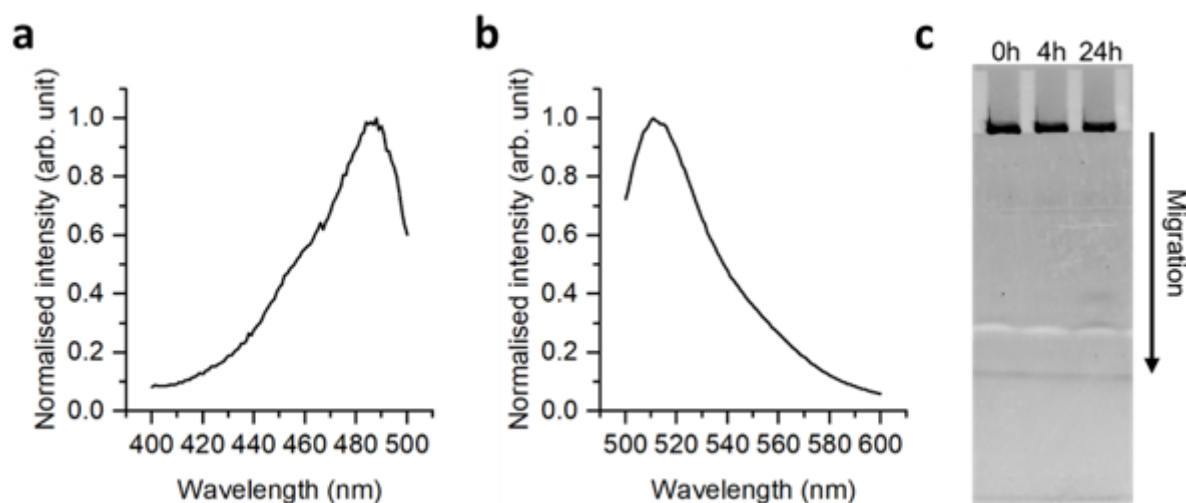 a
Normalised intensity (arb. unit)
1.0
0.8
0.6
0.4
0.2
0.0
400 420 440 460 480 500
Wavelength (nm)
b
Normalised intensity (arb. unit)
1.0
0.8
0.6
0.4
0.2
0.0
500 520 540 560 580 600
Wavelength (nm)
c
0h 4h 24h
Migration